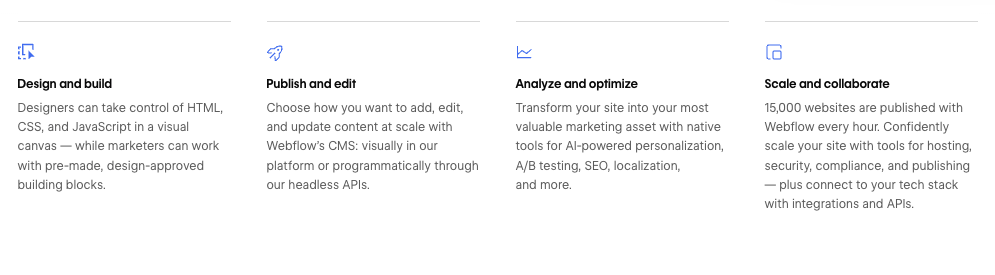 Design and build
Designers can take control of HTML,
CSS, and JavaScript in a visual
canvas — while marketers can work
with pre-made, design-approved
building blocks.
Publish and edit
Choose how you want to add, edit,
and update content at scale with
Webflow's CMS: visually in our
platform or programmatically through
our headless APIs.
Analyze and optimize
Transform your site into your most
valuable marketing asset with native
tools for AI-powered personalization,
A/B testing, SEO, localization,
and more.
Scale and collaborate
15,000 websites are published with
Webflow every hour. Confidently
scale your site with tools for hosting,
security, compliance, and publishing
— plus connect to your tech stack
with integrations and APIs.